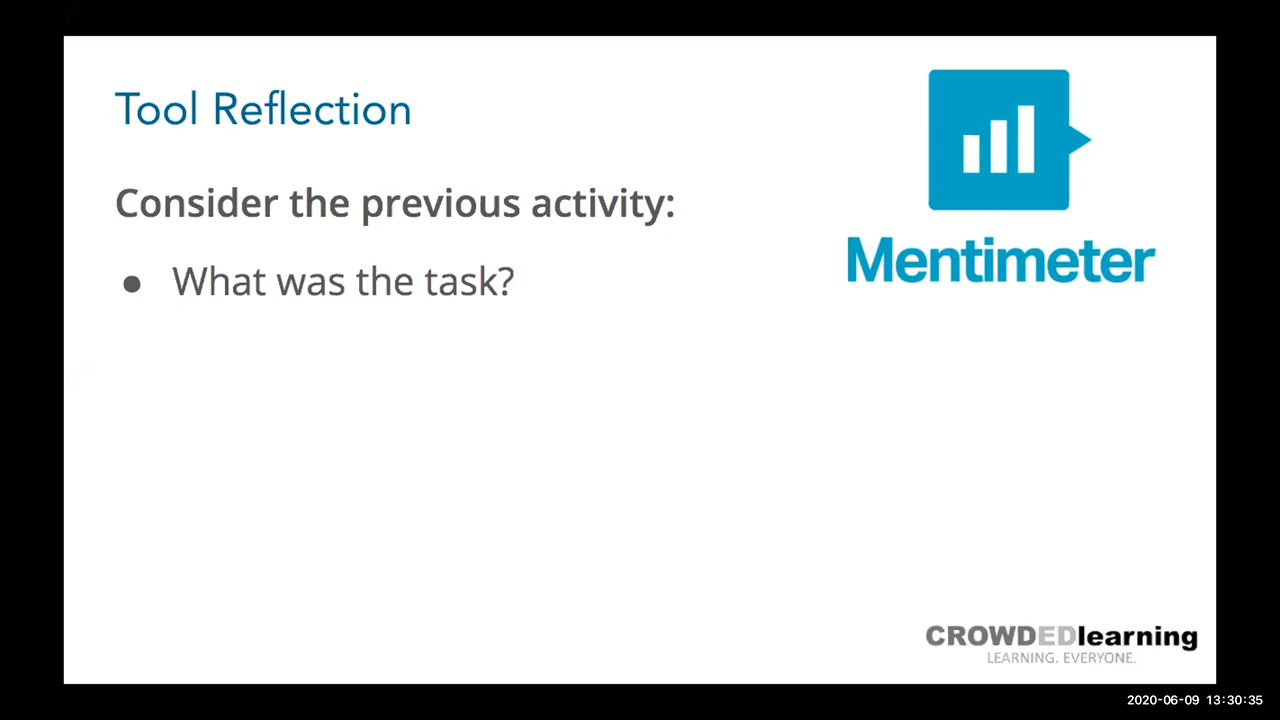 Tool Reflection
Consider the previous activity:
● What was the task?
Mentimeter
CROWDEDlearning
LEARNING. EVERYONE.
2020-06-09 13:30:35